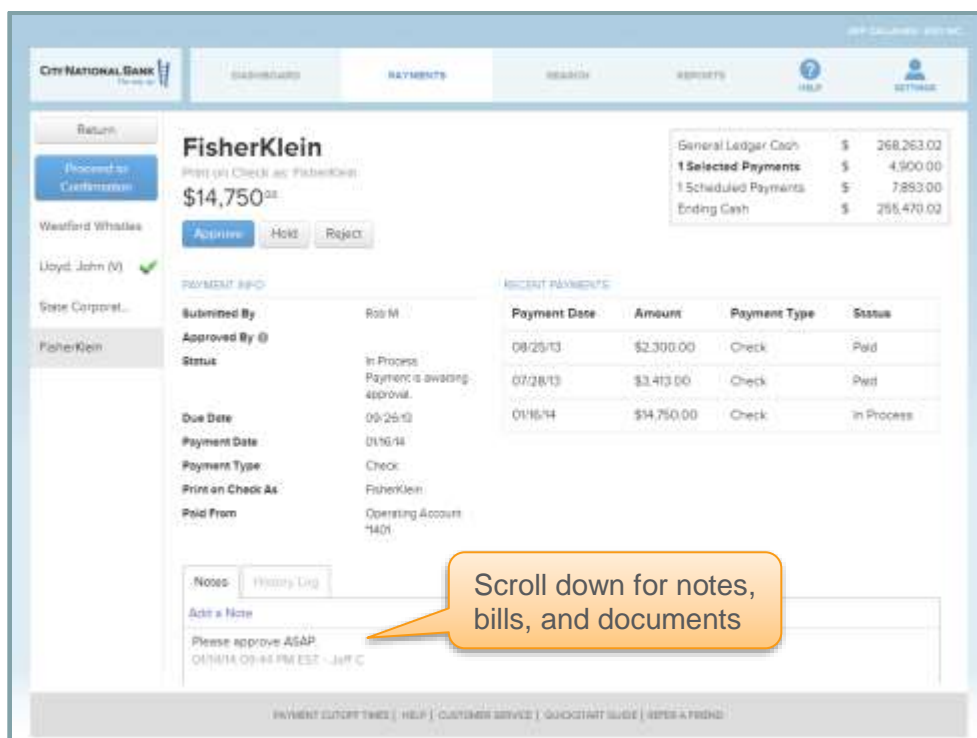 CITY NATIONAL BANK
DASHBOARD
PAYMENTS
SEARCH
REPORTS
HELP
SETTINGS
Return
Proceed to
Confirmation
Westford Whistles
Lloyd, John (V)
State Corporat...
FisherKlein
FisherKlein
Print on Check as: FisherKlein
$14,750
Approve Hold Reject
General Ledger Cash $ 268,263.02
1 Selected Payments $ 4,900.00
1 Scheduled Payments $ 7,893.00
Ending Cash $ 255,470.02
PAYMENT INFO
Submitted By Rob M
Approved By
Status In Process
Payment is awaiting
approval.
Due Date 09/26/13
Payment Date 01/16/14
Payment Type Check
Print on Check As FisherKlein
Paid From Operating Account
*1401
RECENT PAYMENTS
Payment Date Amount Payment Type Status
08/25/13 $2,300.00 Check Paid
07/28/13 $3,413.00 Check Paid
01/16/14 $14,750.00 Check In Process
Notes History Log
Add a Note
Please approve ASAP.
PM EST - Jeff C
Scroll down for notes,
bills, and documents
PAYMENT CUTOFF TIMES | HELP | CUSTOMER SERVICE | QUICKSTART GUIDE | REFER A FRIEND